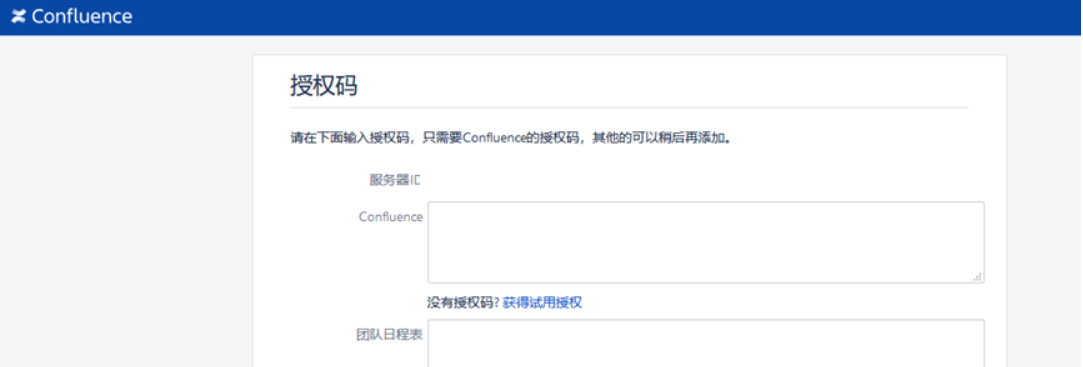 Confluence
授权码
请在下面输入授权码，只需要Confluence的授权码，其他的可以稍后再添加。
服务器ID
Confluence
没有授权码? 获得试用授权
团队日程表